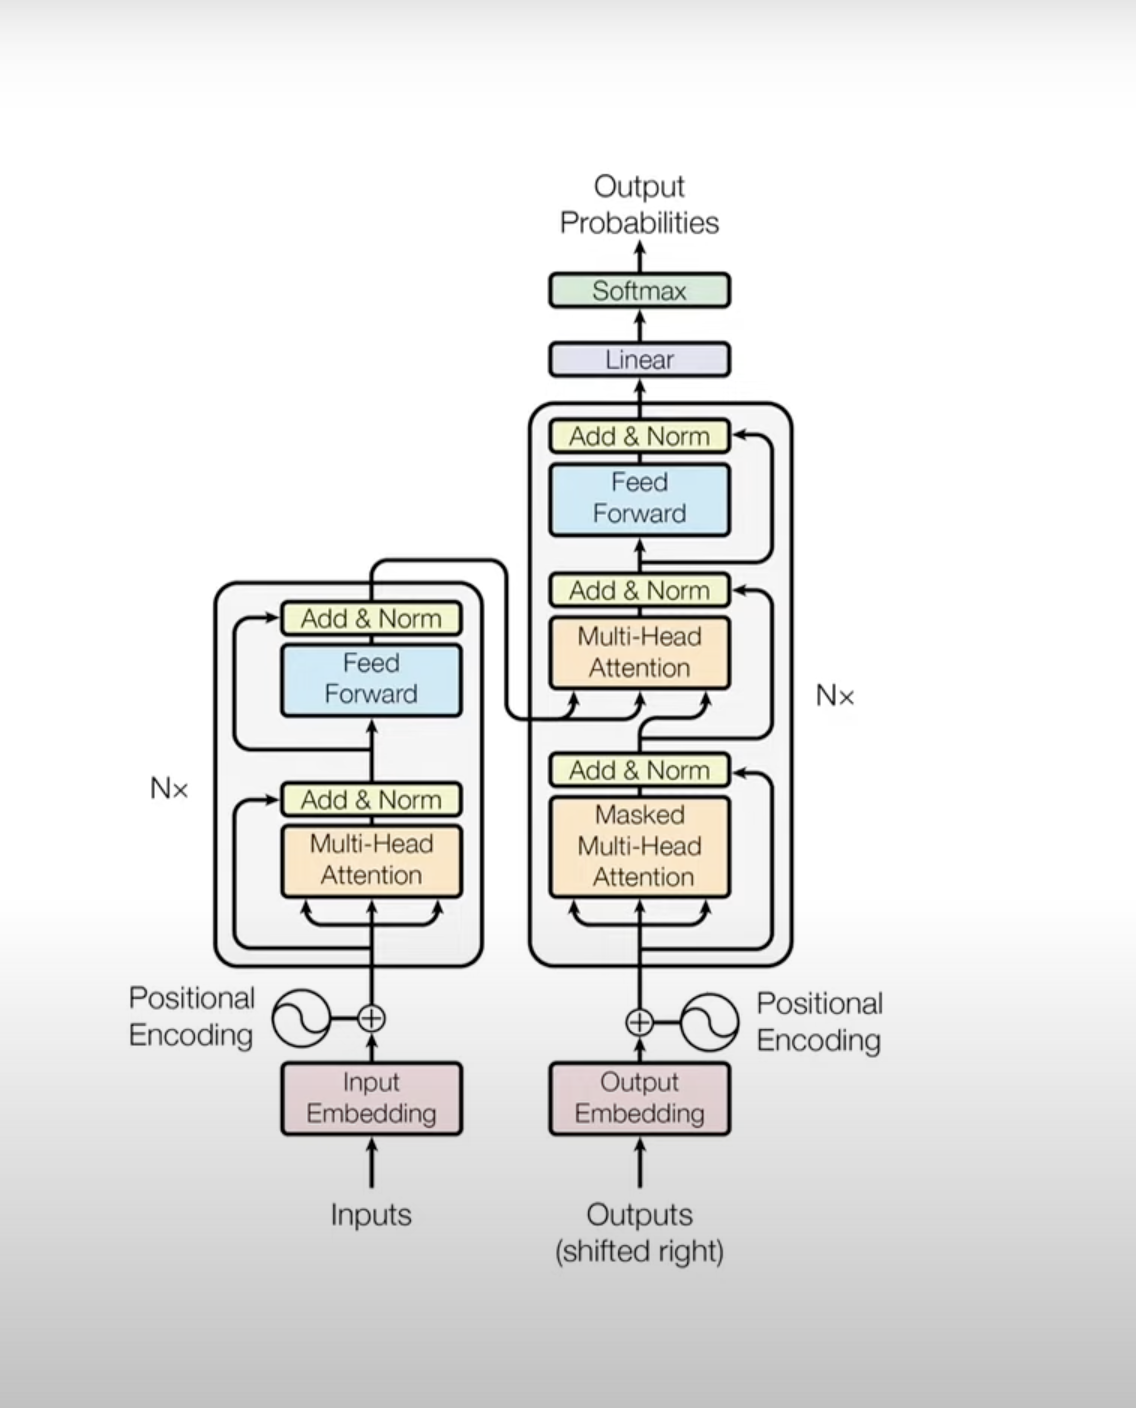 Output
Probabilities
Softmax
Linear
Add & Norm
Feed
Forward
Add & Norm
Multi-Head
Attention
Add & Norm
Masked
Multi-Head
Attention
Nx
Add & Norm
Feed
Forward
Add & Norm
Multi-Head
Attention
Nx
Positional
Encoding
Positional
Encoding
Input
Embedding
Output
Embedding
Inputs
Outputs
(shifted right)